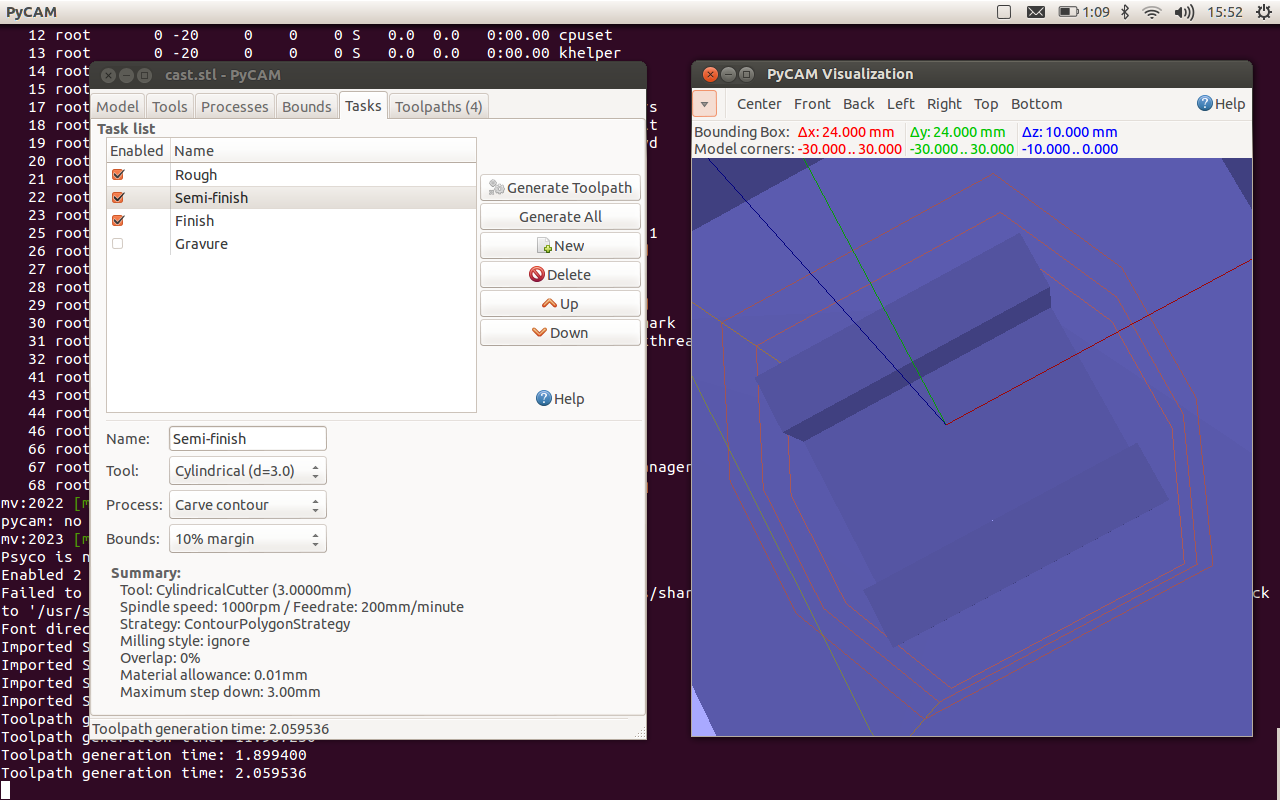 PyCAM
1:09
15:52
12 root 0 -20 0 0 0 S 0.0 0.0 0:00.00 cpuset
13 root 0 -20 0 0 0 S 0.0 0.0 0:00.00 khelper
14 root
15 root
17 root
18 root
19 root
20 root
21 root
22 root
23 root
25 root
26 root
27 root
28 root
29 root
30 root
31 root
32 root
41 root
43 root
44 root
46 root
66 root
67 root
68 root
mv:2022 [m
pycam: no
mv:2023 [m
Psyco is n
Enabled 2
Failed to
to '/usr/s
Font direc
Imported S
Imported S
Imported S
Imported S
Toolpath g
Toolpath generation time:
Toolpath generation time: 1.899400
Toolpath generation time: 2.059536
cast.stl - PyCAM
Model Tools Processes Bounds Tasks Toolpaths (4)
Task list
Enabled Name
Rough
Semi-finish
Finish
Gravure
Generate Toolpath
Generate All
New
Delete
Up
Down
Help
Name: Semi-finish
Tool: Cylindrical (d=3.0)
Process: Carve contour
Bounds: 10% margin
Summary:
Tool: CylindricalCutter (3.0000mm)
Spindle speed: 1000rpm / Feedrate: 200mm/minute
Strategy: ContourPolygonStrategy
Milling style: ignore
Overlap: 0%
Material allowance: 0.01mm
Maximum step down: 3.00mm
Toolpath generation time: 2.059536
PyCAM Visualization
Center Front Back Left Right Top Bottom Help
Bounding Box: Δx: 24.000 mm Δy: 24.000 mm Δz: 10.000 mm
Model corners: -30.000 .. 30.000 -30.000 .. 30.000 -10.000 .. 0.000